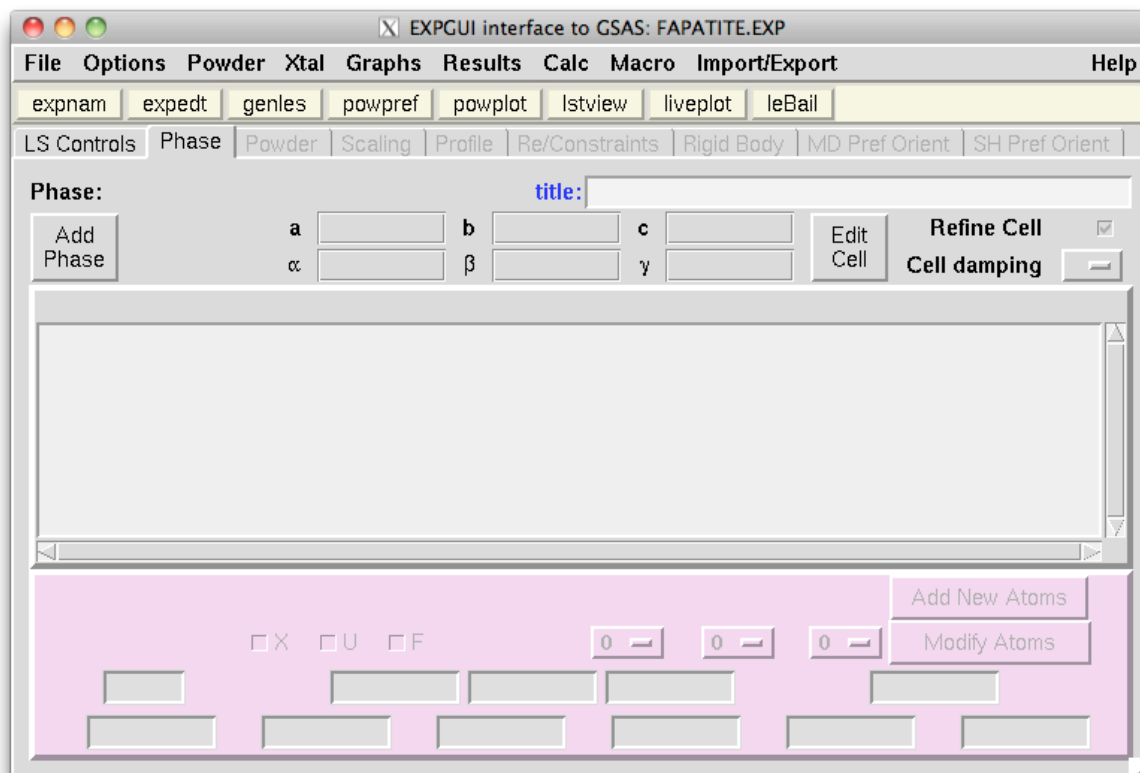 X EXPGUI interface to GSAS: FAPATITE.EXP
File Options Powder Xtal Graphs Results Calc Macro Import/Export Help
expnam expedt genles powpref powplot lstview liveplot leBail
LS Controls Phase Powder Scaling Profile Re/Constraints Rigid Body MD Pref Orient SH Pref Orient
Phase: title:
Add Phase a b c Edit Cell Refine Cell
α β γ Cell damping
Add New Atoms
X U F 0 0 0 Modify Atoms